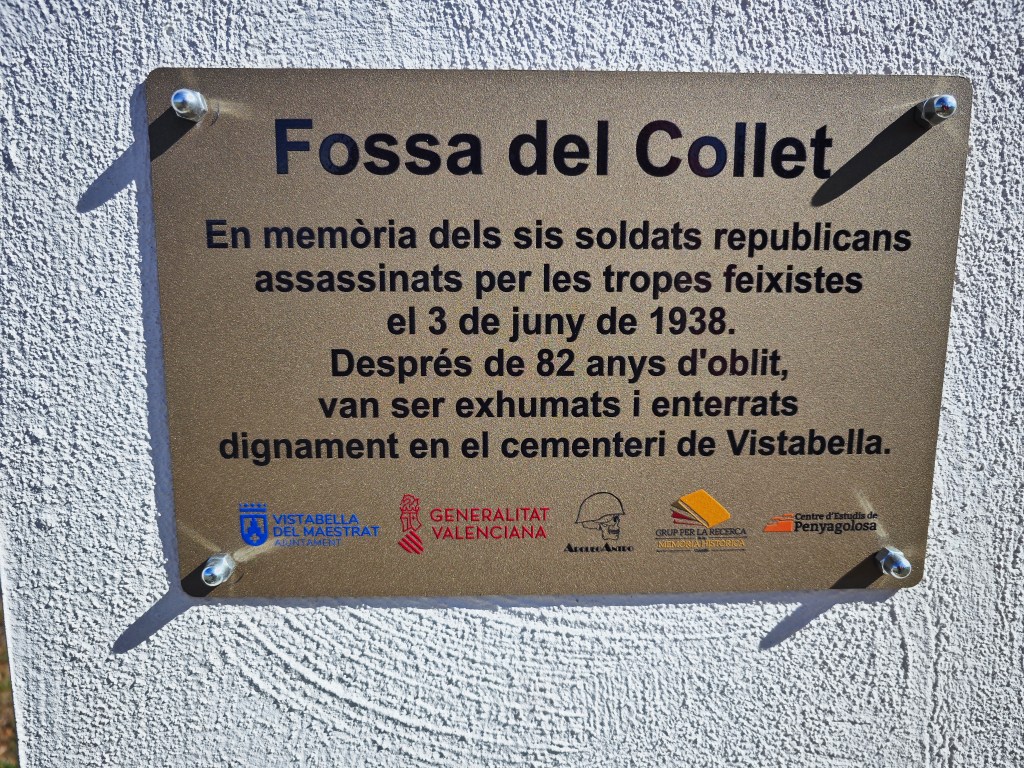 Fossa del Collet
En memòria dels sis soldats republicans
assassinats per les tropes feixistes
el 3 de juny de 1938.
Després de 82 anys d'oblit,
van ser exhumats i enterrats
dignament en el cementeri de Vistabella.
VISTABELLA
DEL MAESTRAT
AJUNTAMENT
GENERALITAT
VALENCIANA
ARQUEOANTRO
GRUP PER LA RECERCA
MEMÒRIA HISTÒRICA
Centre d'Estudis de
Penyagolosa